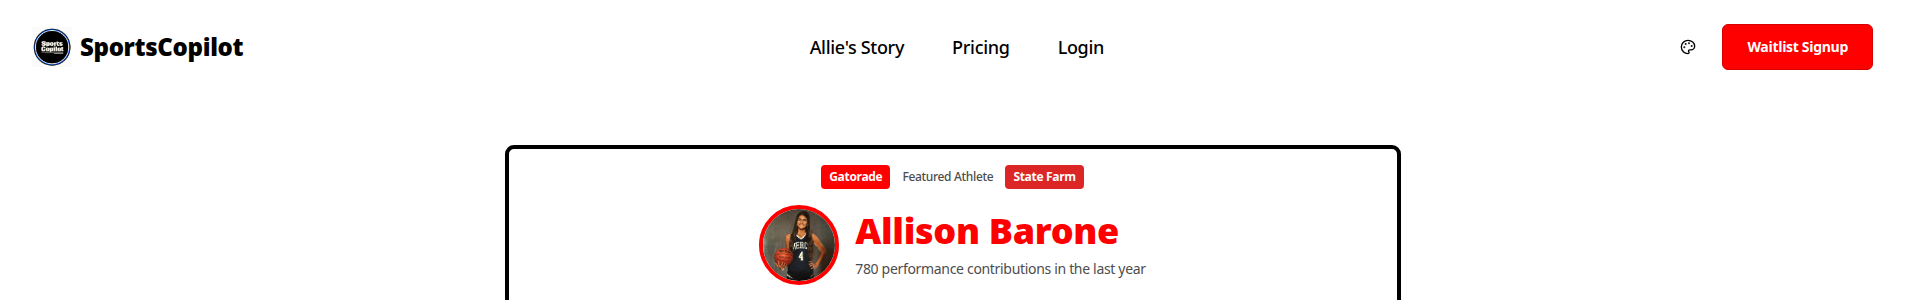 Sports
Copilot
SportsCopilot
Allie's Story
Pricing
Login
Waitlist Signup
Gatorade
Featured Athlete
State Farm
4
Allison Barone
780 performance contributions in the last year